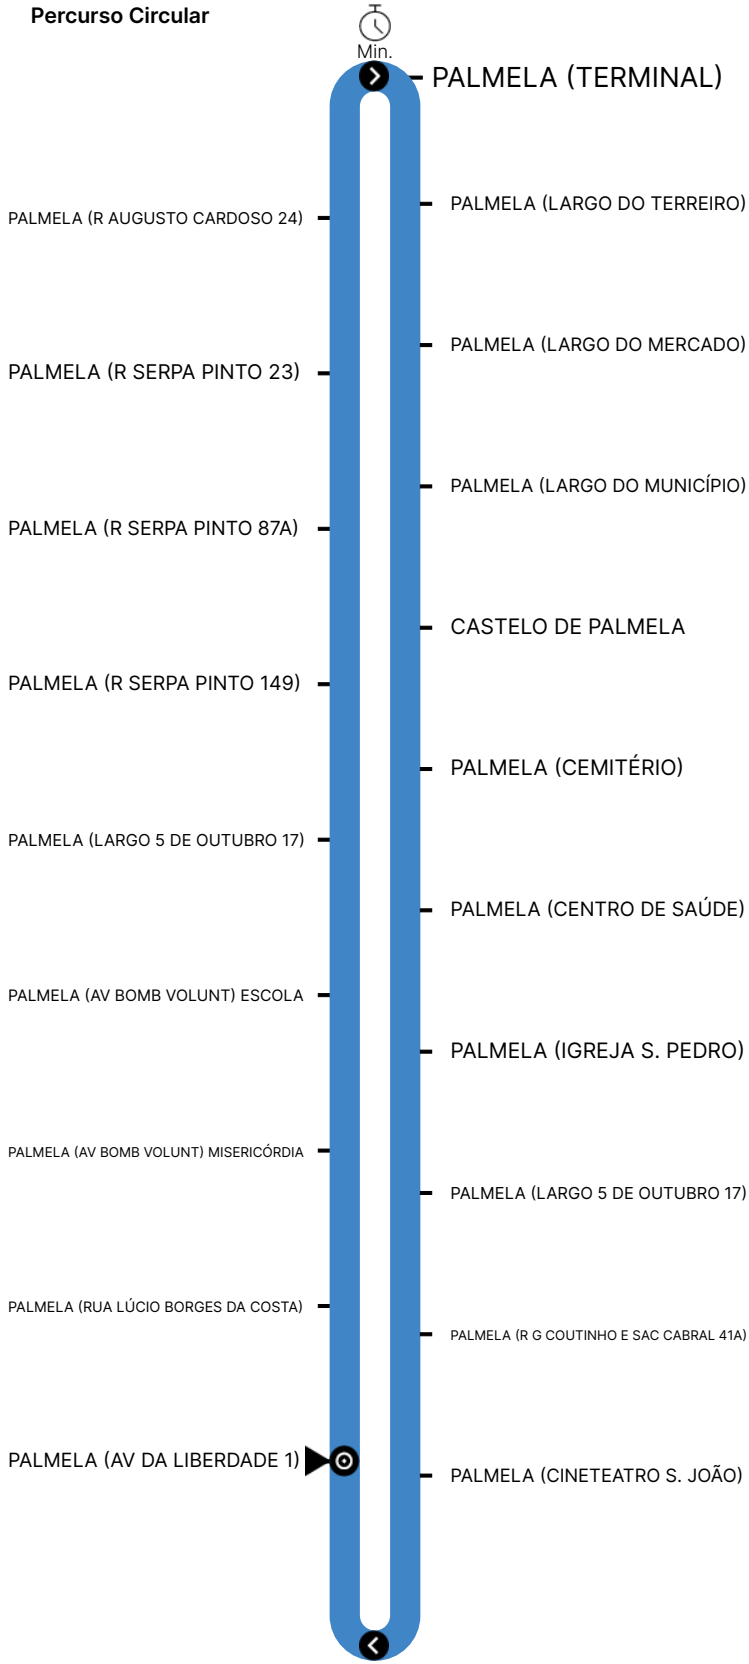 Percurso Circular
Min.
PALMELA (TERMINAL)
PALMELA (LARGO DO TERREIRO)
PALMELA (R AUGUSTO CARDOSO 24)
PALMELA (LARGO DO MERCADO)
PALMELA (R SERPA PINTO 23)
PALMELA (LARGO DO MUNICÍPIO)
PALMELA (R SERPA PINTO 87A)
CASTELO DE PALMELA
PALMELA (R SERPA PINTO 149)
PALMELA (CEMITÉRIO)
PALMELA (LARGO 5 DE OUTUBRO 17)
PALMELA (CENTRO DE SAÚDE)
PALMELA (AV BOMB VOLUNT) ESCOLA
PALMELA (IGREJA S. PEDRO)
PALMELA (AV BOMB VOLUNT) MISERICÓRDIA
PALMELA (LARGO 5 DE OUTUBRO 17)
PALMELA (RUA LÚCIO BORGES DA COSTA)
PALMELA (R G COUTINHO E SAC CABRAL 41A)
PALMELA (AV DA LIBERDADE 1)
PALMELA (CINETEATRO S. JOÃO)